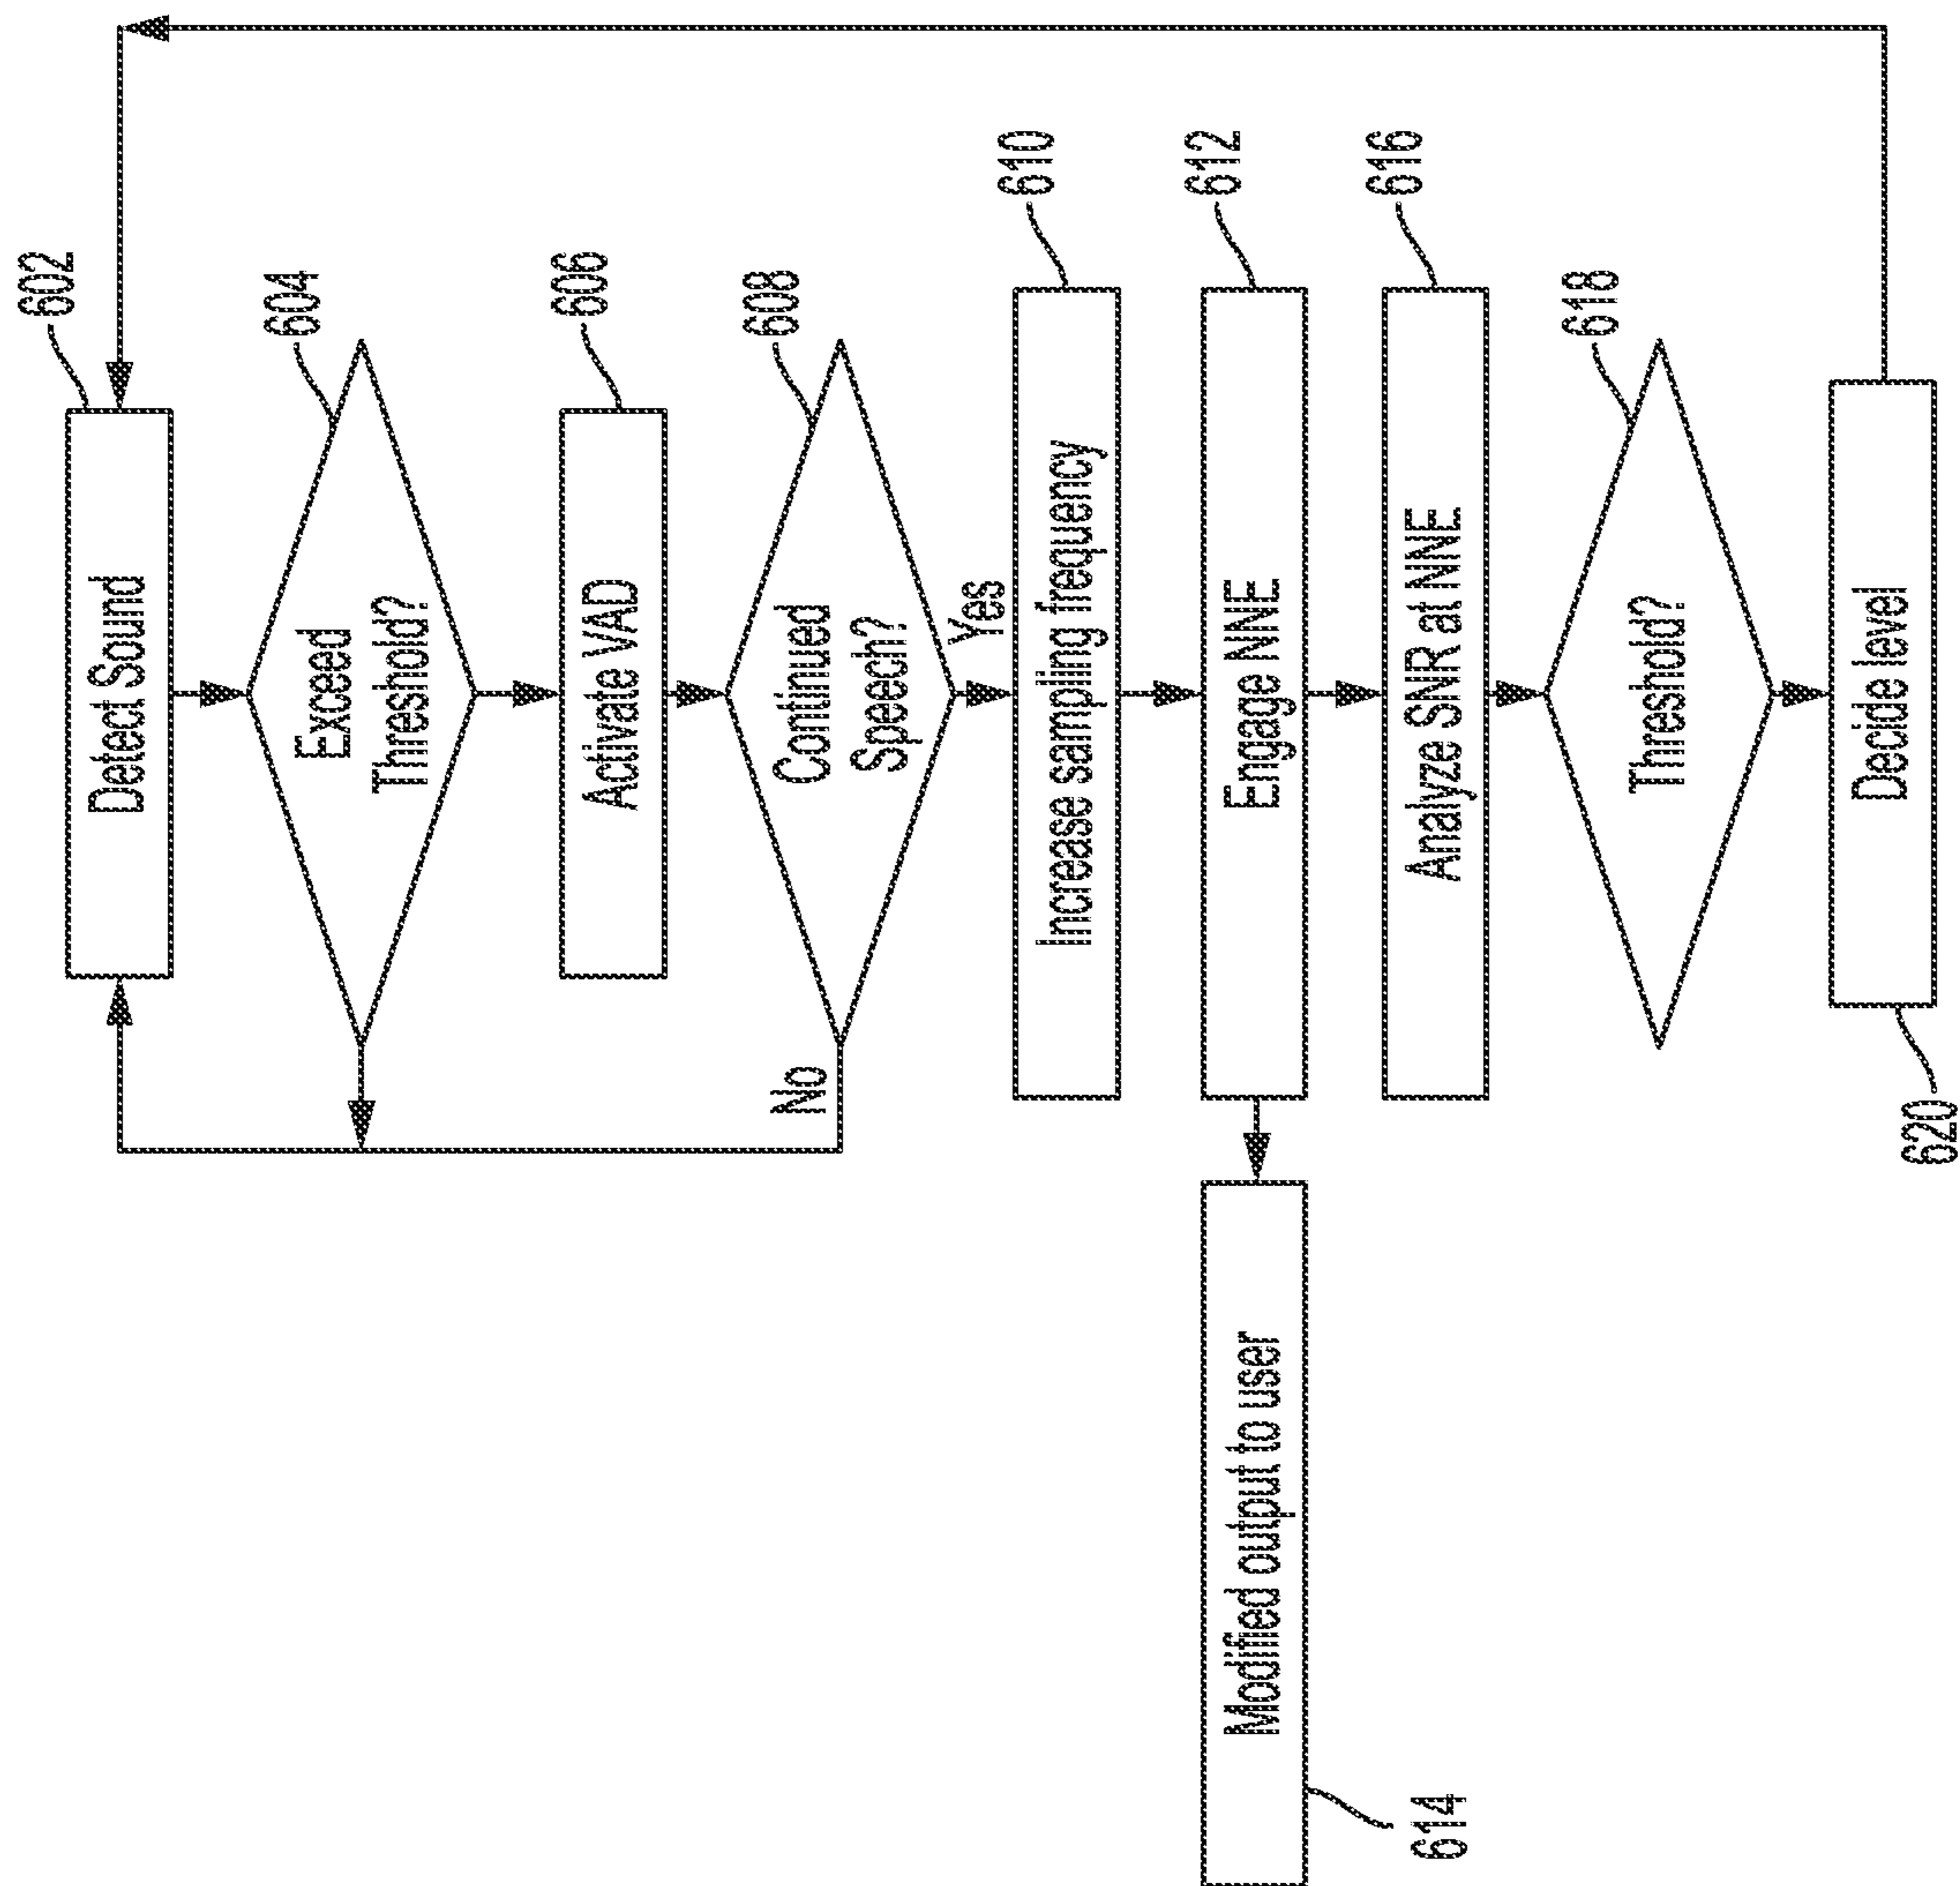 602
Detect Sound
604
Exceed
Threshold?
606
Activate VAD
608
Continued
Speech?
No
Yes
610
Increase sampling frequency
612
Engage NNE
614
Modified output to user
616
Analyze SNR at NNE
618
Threshold?
620
Decide level